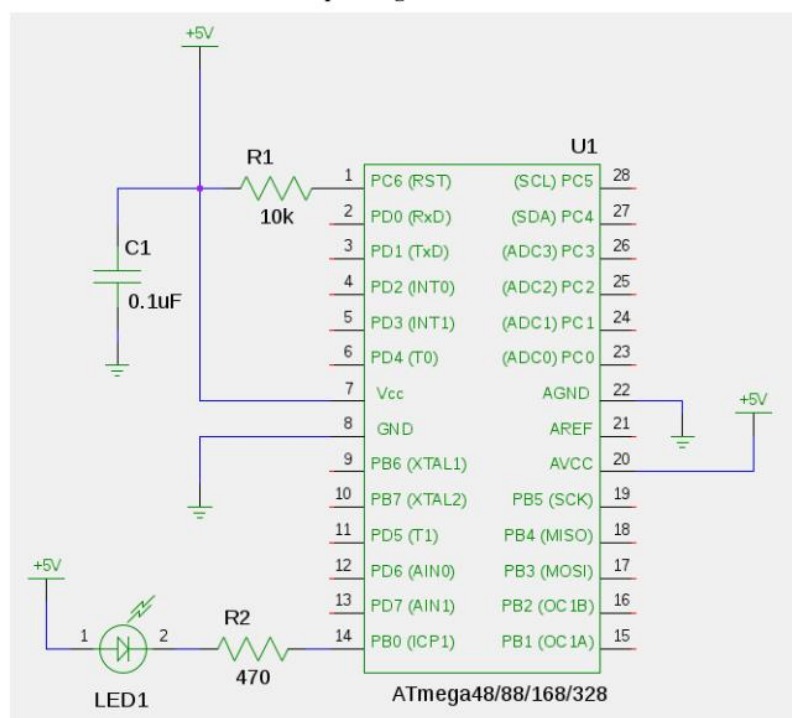 +5V
U1
R1
10k
C1
0.1uF
1 PC6 (RST) (SCL) PC5 28
2 PD0 (RxD) (SDA) PC4 27
3 PD1 (TxD) (ADC3) PC3 26
4 PD2 (INT0) (ADC2) PC2 25
5 PD3 (INT1) (ADC1) PC1 24
6 PD4 (T0) (ADC0) PC0 23
7 Vcc AGND 22
8 GND AREF 21
9 PB6 (XTAL1) AVCC 20
10 PB7 (XTAL2) PB5 (SCK) 19
11 PD5 (T1) PB4 (MISO) 18
12 PD6 (AIN0) PB3 (MOSI) 17
13 PD7 (AIN1) PB2 (OC1B) 16
14 PB0 (ICP1) PB1 (OC1A) 15
+5V
+5V
1 2
LED1
R2
470
ATmega48/88/168/328